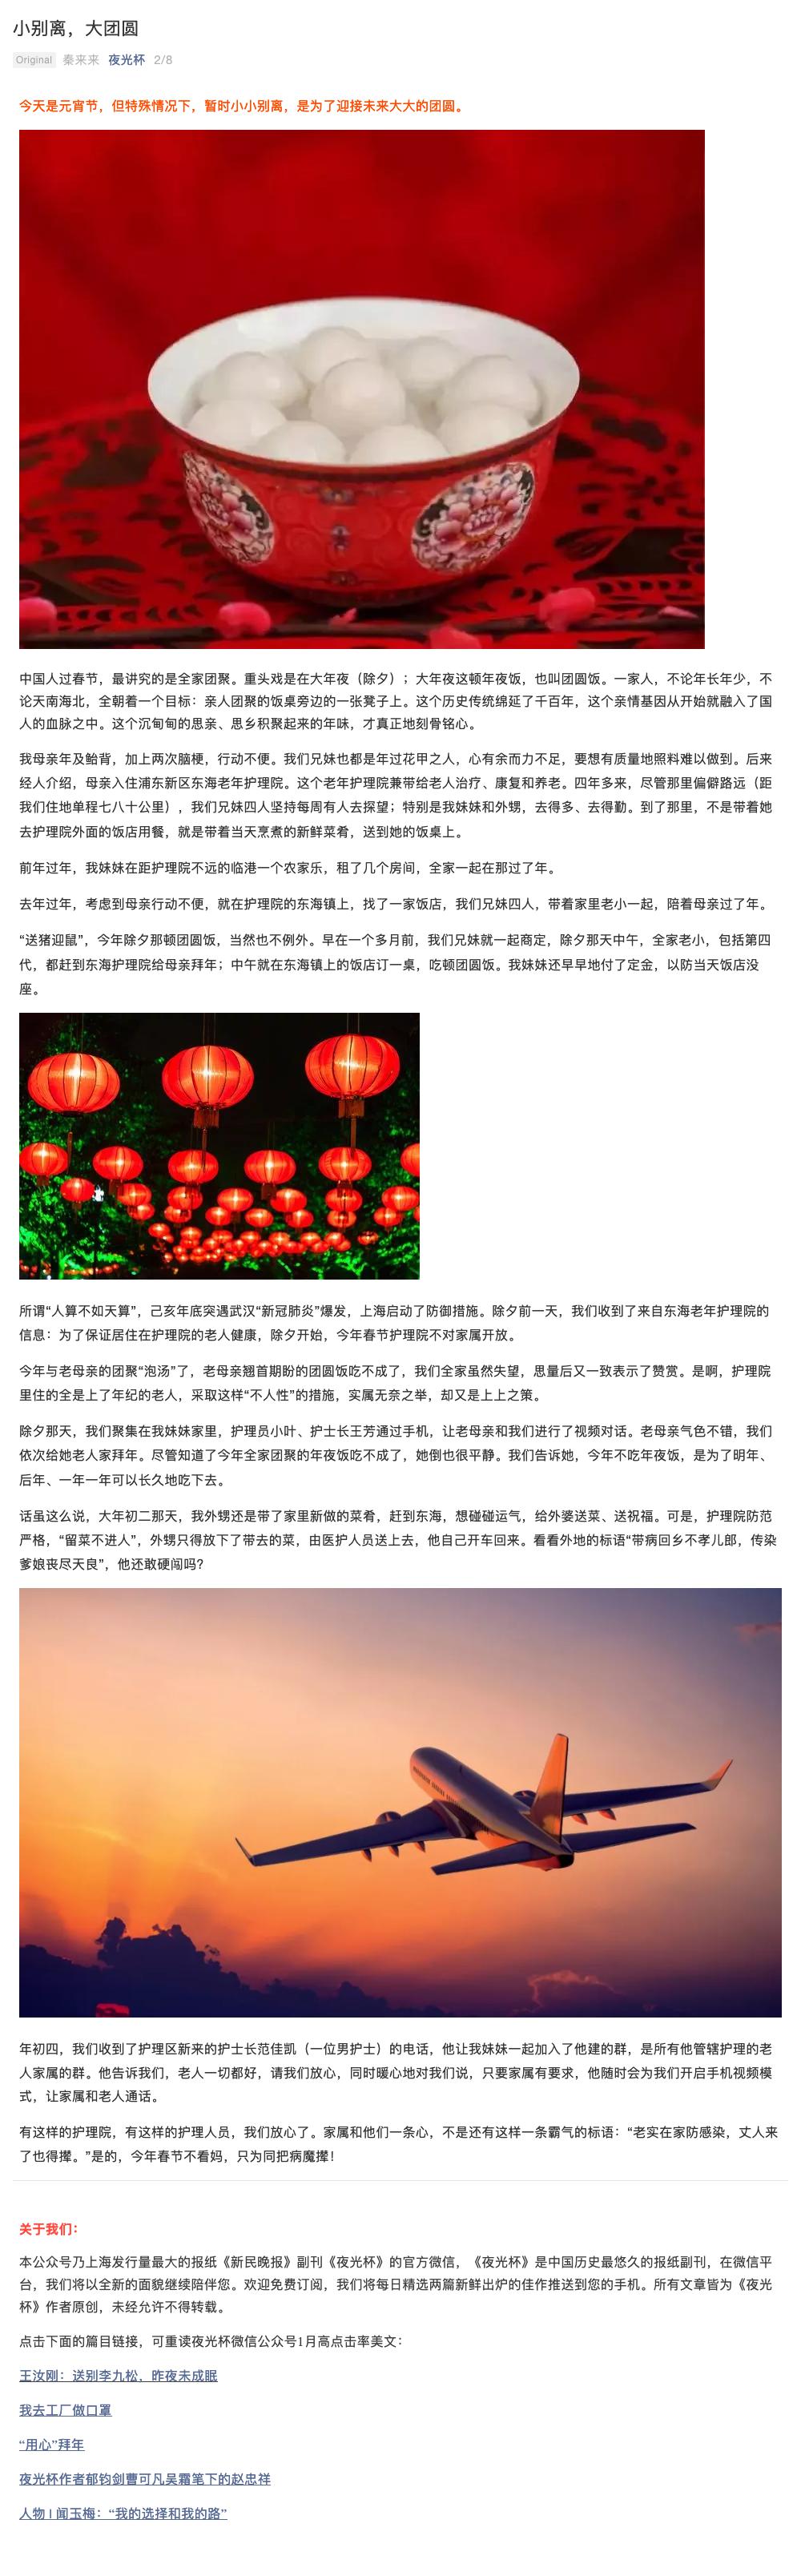 小别离，大团圆
Original 秦来来 夜光杯 2/8
今天是元宵节，但特殊情况下，暂时小小别离，是为了迎接未来大大的团圆。
中国人过春节，最讲究的是全家团聚。重头戏是在大年夜（除夕）；大年夜这顿年夜饭，也叫团圆饭。一家人，不论年长年少，不
论天南海北，全朝着一个目标：亲人团聚的饭桌旁边的一张凳子上。这个历史传统绵延了千百年，这个亲情基因从开始就融入了国
人的血脉之中。这个沉甸甸的思亲、思乡积聚起来的年味，才真正地刻骨铭心。
我母亲年及鲐背，加上两次脑梗，行动不便。我们兄妹也都是年过花甲之人，心有余而力不足，要想有质量地照料难以做到。后来
经人介绍，母亲入住浦东新区东海老年护理院。这个老年护理院兼带给老人治疗、康复和养老。四年多来，尽管那里偏僻路远（距
我们住地单程七八十公里），我们兄妹四人坚持每周有人去探望；特别是我妹妹和外甥，去得多、去得勤。到了那里，不是带着她
去护理院外面的饭店用餐，就是带着当天烹煮的新鲜菜肴，送到她的饭桌上。
前年过年，我妹妹在距护理院不远的临港一个农家乐，租了几个房间，全家一起在那过了年。
去年过年，考虑到母亲行动不便，就在护理院的东海镇上，找了一家饭店，我们兄妹四人，带着家里老小一起，陪着母亲过了年。
“送猪迎鼠”，今年除夕那顿团圆饭，当然也不例外。早在一个多月前，我们兄妹就一起商定，除夕那天中午，全家老小，包括第四
代，都赶到东海护理院给母亲拜年；中午就在东海镇上的饭店订一桌，吃顿团圆饭。我妹妹还早早地付了定金，以防当天饭店没
座。
所谓“人算不如天算”，己亥年底突遇武汉“新冠肺炎”爆发，上海启动了防御措施。除夕前一天，我们收到了来自东海老年护理院的
信息：为了保证居住在护理院的老人健康，除夕开始，今年春节护理院不对家属开放。
今年与老母亲的团聚“泡汤”了，老母亲翘首期盼的团圆饭吃不成了，我们全家虽然失望，思量后又一致表示了赞赏。是啊，护理院
里住的全是上了年纪的老人，采取这样“不人性”的措施，实属无奈之举，却又是上上之策。
除夕那天，我们聚集在我妹妹家里，护理员小叶、护士长王芳通过手机，让老母亲和我们进行了视频对话。老母亲气色不错，我们
依次给她老人家拜年。尽管知道了今年全家团聚的年夜饭吃不成了，她倒也很平静。我们告诉她，今年不吃年夜饭，是为了明年、
后年、一年一年可以长久地吃下去。
话虽这么说，大年初二那天，我外甥还是带了家里新做的菜肴，赶到东海，想碰碰运气，给外婆送菜、送祝福。可是，护理院防范
严格，“留菜不进人”，外甥只得放下了带去的菜，由医护人员送上去，他自己开车回来。看看外地的标语“带病回乡不孝儿郎，传染
爹娘丧尽天良”，他还敢硬闯吗?
年初四，我们收到了护理区新来的护士长范佳凯（一位男护士）的电话，他让我妹妹一起加入了他建的群，是所有他管辖护理的老
人家属的群。他告诉我们，老人一切都好，请我们放心，同时暖心地对我们说，只要家属有要求，他随时会为我们开启手机视频模
式，让家属和老人通话。
有这样的护理院，有这样的护理人员，我们放心了。家属和他们一条心，不是还有这样一条霸气的标语：“老实在家防感染，丈人来
了也得撵。”是的，今年春节不看妈，只为同把病魔撵！
关于我们：
本公众号乃上海发行量最大的报纸《新民晚报》副刊《夜光杯》的官方微信，《夜光杯》是中国历史最悠久的报纸副刊，在微信平
台，我们将以全新的面貌继续陪伴您。欢迎免费订阅，我们将每日精选两篇新鲜出炉的佳作推送到您的手机。所有文章皆为《夜光
杯》作者原创，未经允许不得转载。
点击下面的篇目链接，可重读夜光杯微信公众号1月高点击率美文：
王汝刚：送别李九松，昨夜未成眠
我去工厂做口罩
“用心”拜年
夜光杯作者郁钧剑曹可凡吴霜笔下的赵忠祥
人物 | 闻玉梅：“我的选择和我的路”